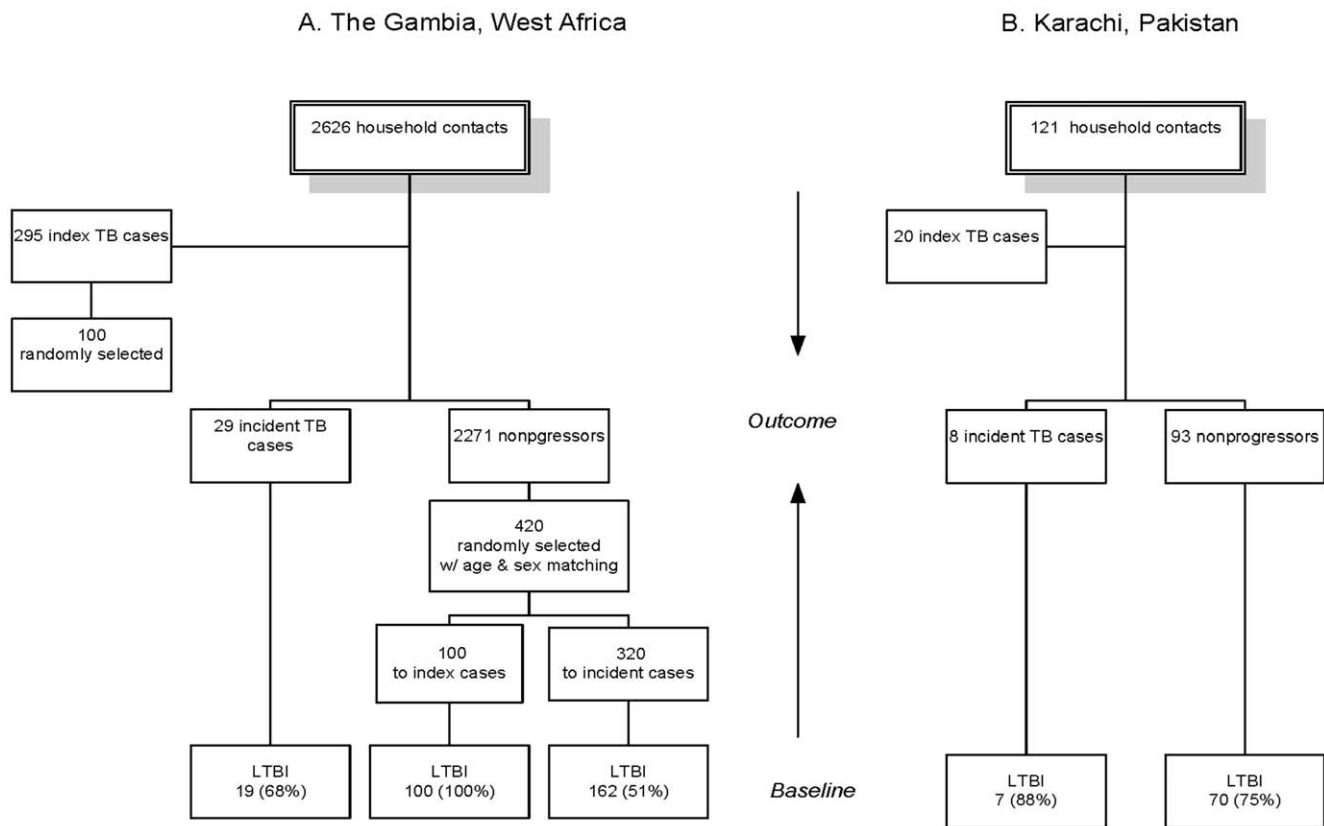 A. The Gambia, West Africa
B. Karachi, Pakistan
2626 household contacts
121 household contacts
295 index TB cases
20 index TB cases
100
randomly selected
29 incident TB
cases
2271 nonpgressors
Outcome
8 incident TB cases
93 nonprogressors
420
randomly selected
w/ age & sex matching
100
to index cases
320
to incident cases
LTBI
19 (68%)
LTBI
100 (100%)
LTBI
162 (51%)
Baseline
LTBI
7 (88%)
LTBI
70 (75%)